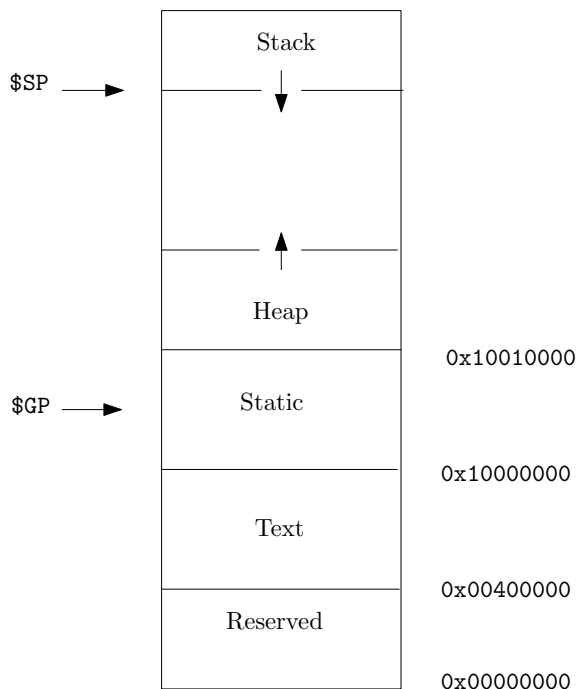 Stack
$SP
Heap
0x10010000
Static
$GP
0x10000000
Text
0x00400000
Reserved
0x00000000